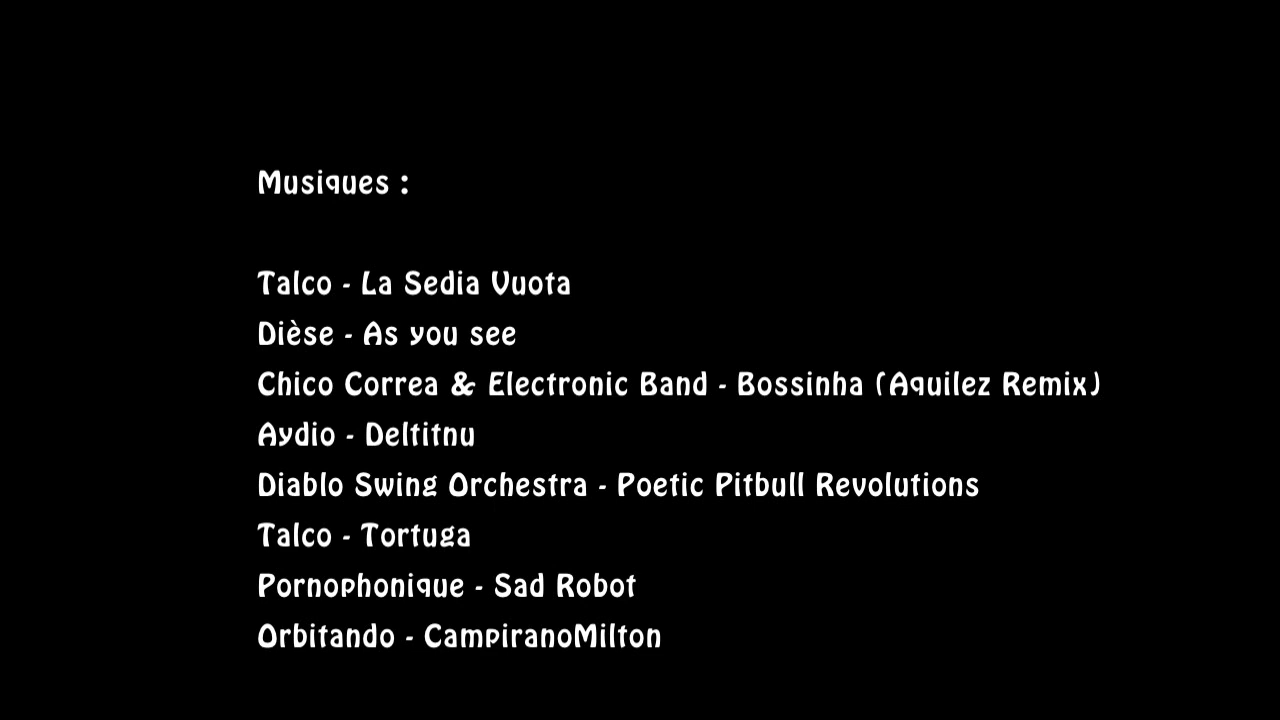 Musiques :
Talco - La Sedia Vuota
Dièse - As you see
Chico Correa & Electronic Band - Bossinha (Aquilez Remix)
Aydio - Deltitnu
Diablo Swing Orchestra - Poetic Pitbull Revolutions
Talco - Tortuga
Pornophonique - Sad Robot
Orbitando - CampiranoMilton